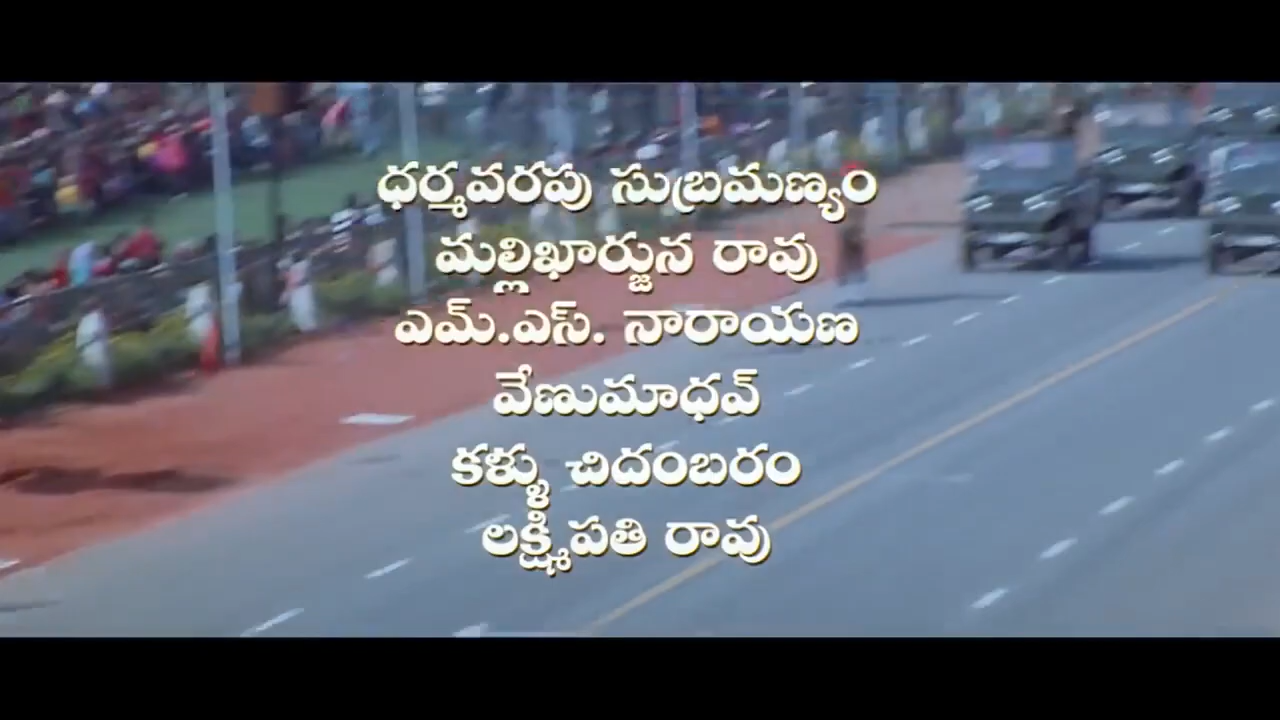 ధర్మవరపు సుబ్రమణ్యం
మల్లిఖార్జున రావు
ఎమ్.ఎస్. నారాయణ
వేణుమాధవ్
కళ్ళు చిదంబరం
లక్ష్మిపతి రావు